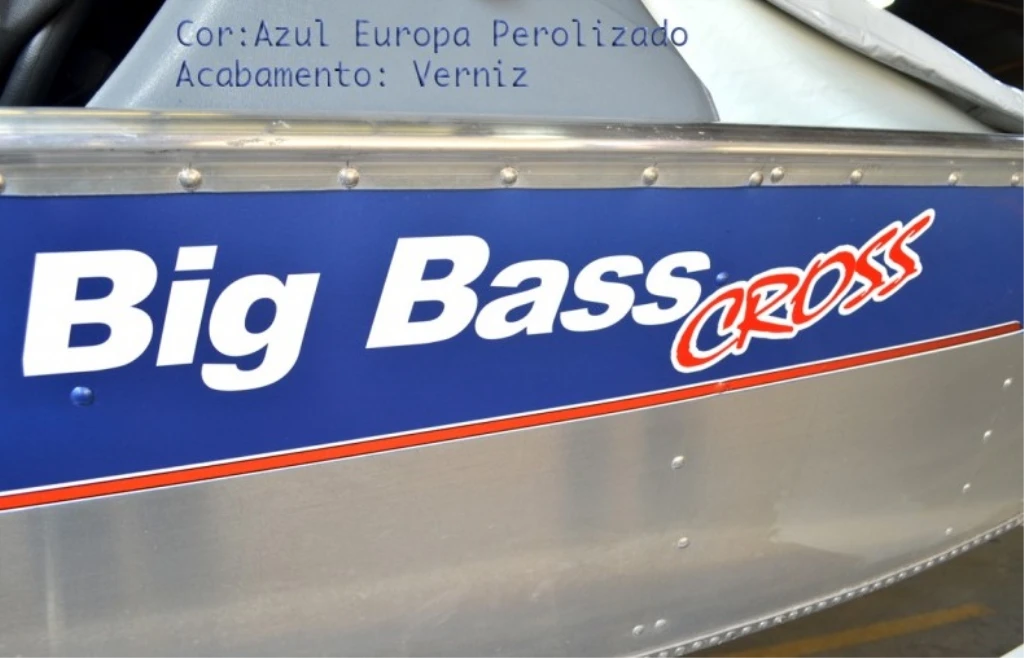 Cor:Azul Europa Perolizado
Acabamento: Verniz
Big Bass CROSS